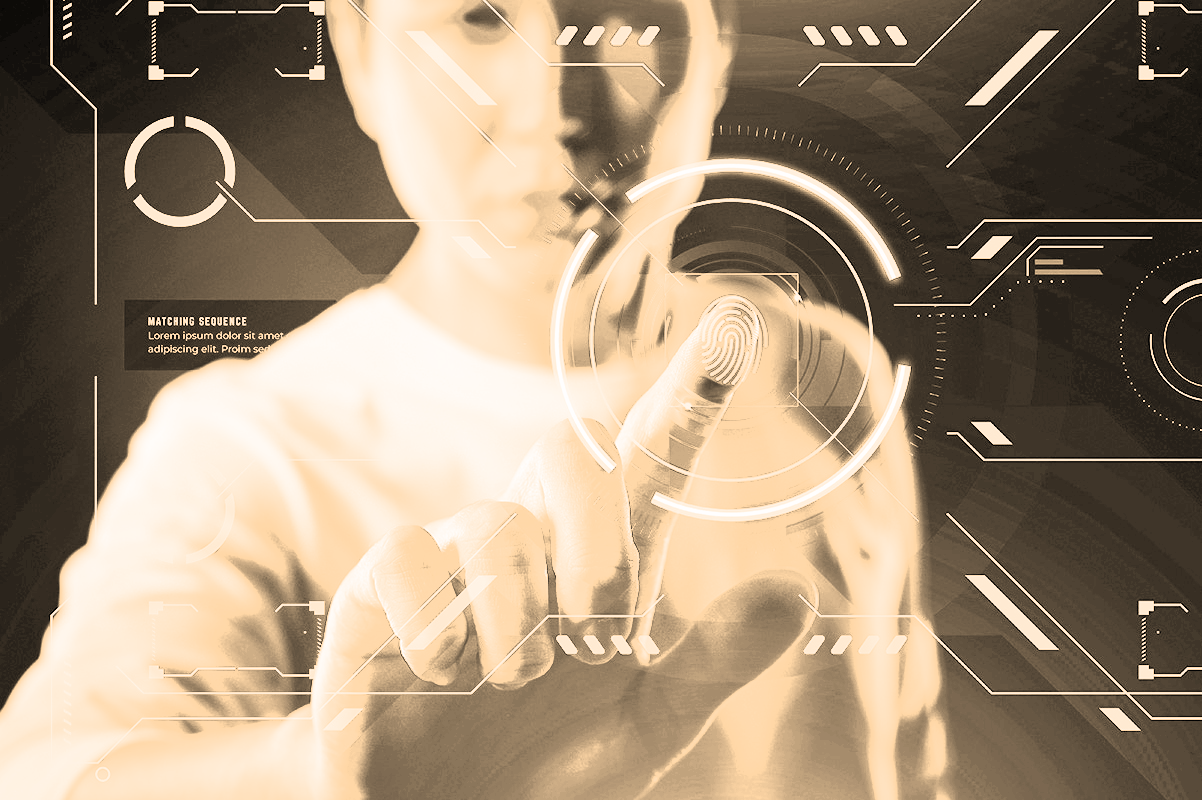 MATCHING SEQUENCE
Lorem ipsum dolor sit amet
adipiscing elit. Proim sed